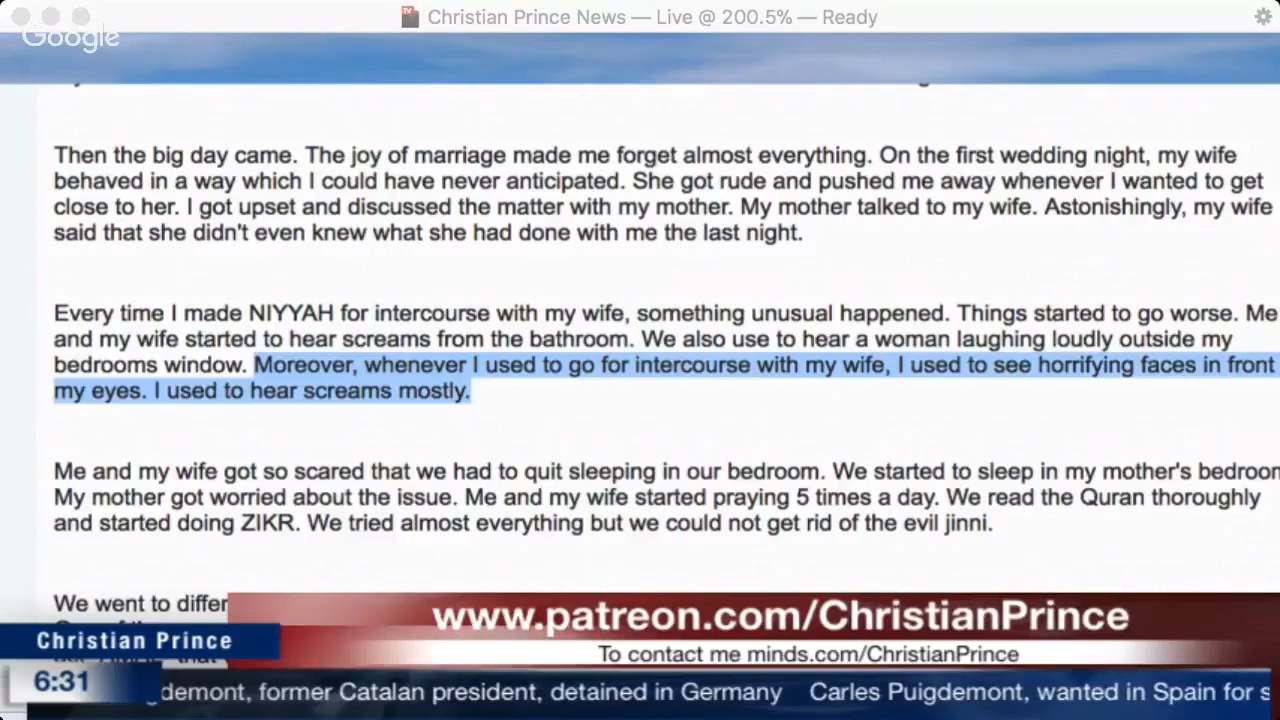 Christian Prince News — Live @ 200.5% — Ready
Google
Then the big day came. The joy of marriage made me forget almost everything. On the first wedding night, my wife
behaved in a way which I could have never anticipated. She got rude and pushed me away whenever I wanted to get
close to her. I got upset and discussed the matter with my mother. My mother talked to my wife. Astonishingly, my wife
said that she didn't even knew what she had done with me the last night.
Every time I made NIYYAH for intercourse with my wife, something unusual happened. Things started to go worse. Me
and my wife started to hear screams from the bathroom. We also use to hear a woman laughing loudly outside my
bedrooms window. Moreover, whenever I used to go for intercourse with my wife, I used to see horrifying faces in front
my eyes. I used to hear screams mostly.
Me and my wife got so scared that we had to quit sleeping in our bedroom. We started to sleep in my mother's bedroom
My mother got worried about the issue. Me and my wife started praying 5 times a day. We read the Quran thoroughly
and started doing ZIKR. We tried almost everything but we could not get rid of the evil jinni.
We went to differ
www.patreon.com/ChristianPrince
Christian Prince
To contact me minds.com/ChristianPrince
6:31
demont, former Catalan president, detained in Germany Carles Puigdemont, wanted in Spain for s